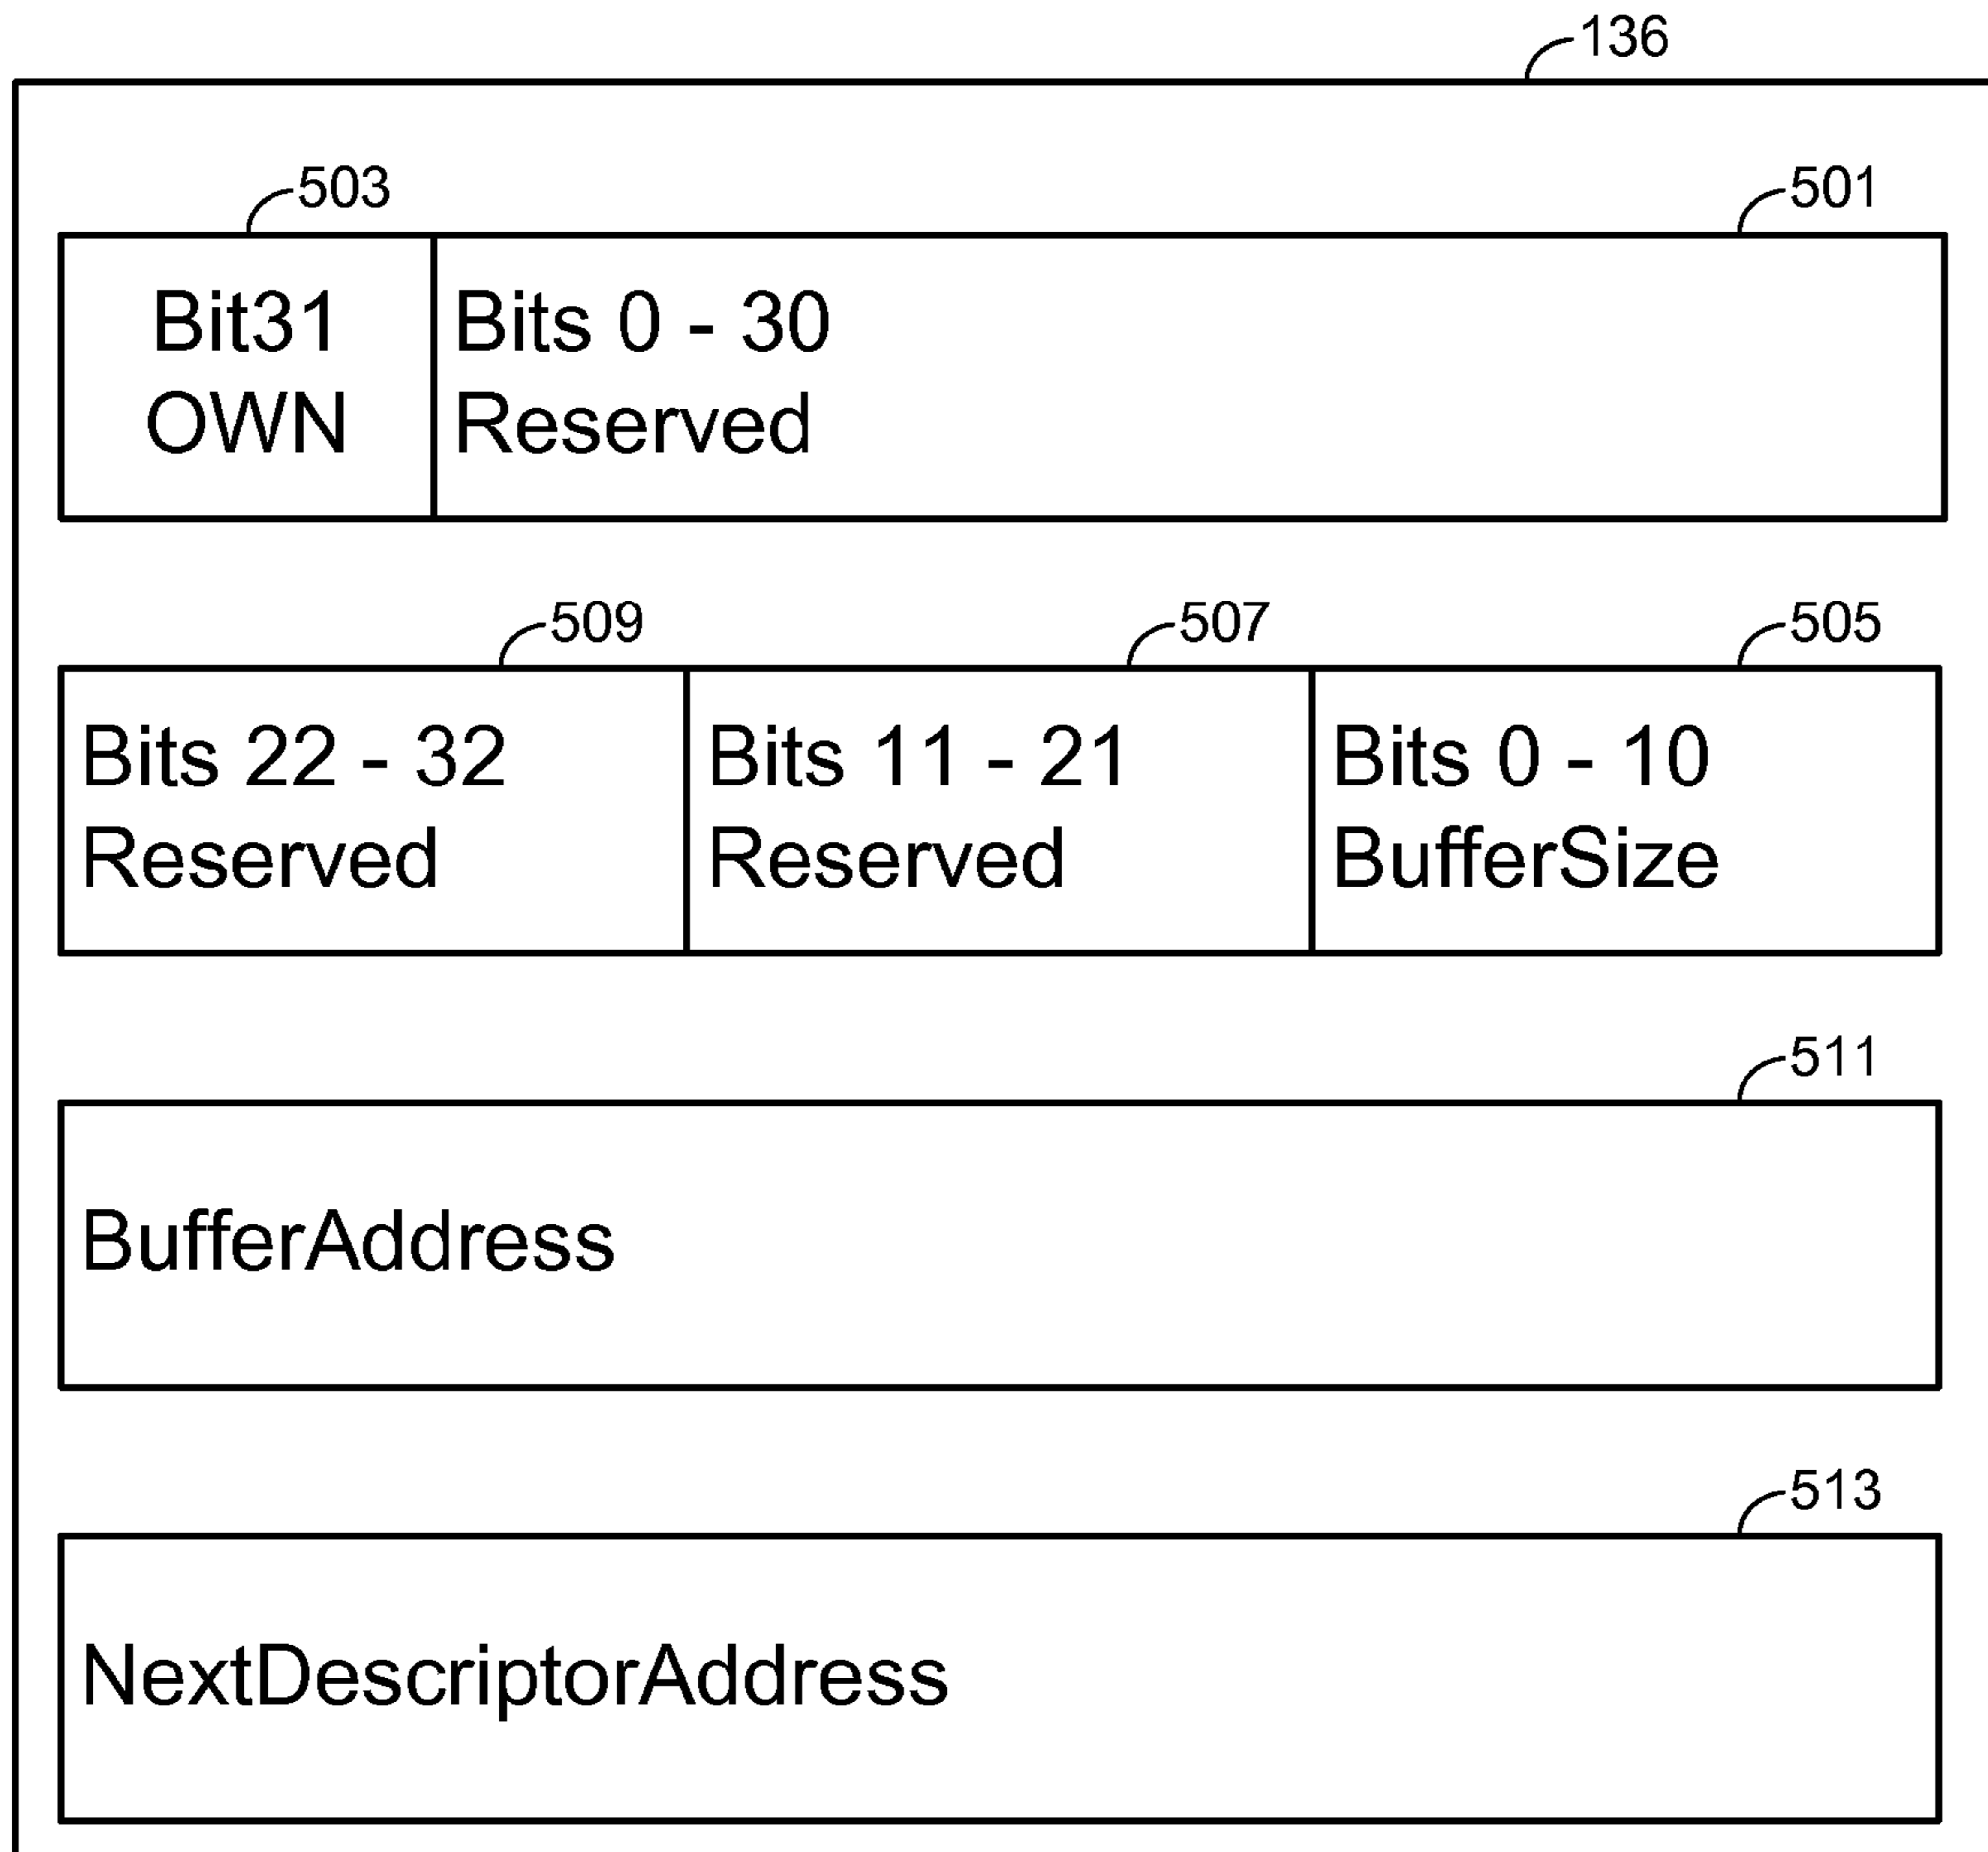 136
503
501
Bit31
OWN
Bits 0 - 30
Reserved
509
507
505
Bits 22 - 32
Reserved
Bits 11 - 21
Reserved
Bits 0 - 10
BufferSize
511
BufferAddress
513
NextDescriptorAddress